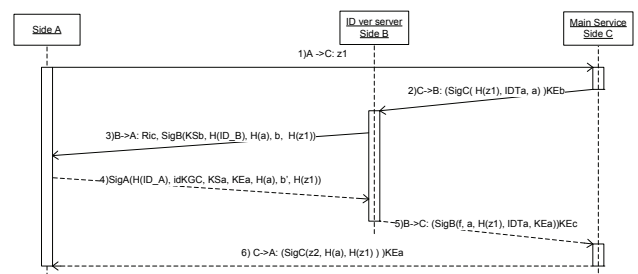 Side A
ID ver server
Side B
Main Service
Side C
1)A ->C: z1
2)C->B: (SigC( H(z1), IDTa, a) )KEb
3)B->A: Ric, SigB(KSb, H(ID_B), H(a), b, H(z1))
4)SigA(H(ID_A), idKGC, KSa, KEa, H(a), b’, H(z1))
5)B->C: (SigB(f, a, H(z1), IDTa, KEa))KEc
6) C->A: (SigC(z2, H(a), H(z1) ) )KEa